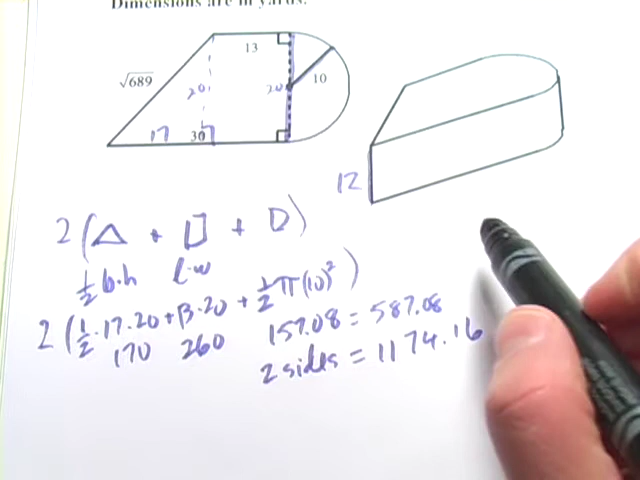 Dimensions are in yards.
√689
13
20
20
10
17
30
12
2 (△ + ▯ + D)
½ b·h l·w
2 (½·17·20 + 13·20 + ½π(10)²)
170 260 157.08 = 587.08
2 sides = 1174.16